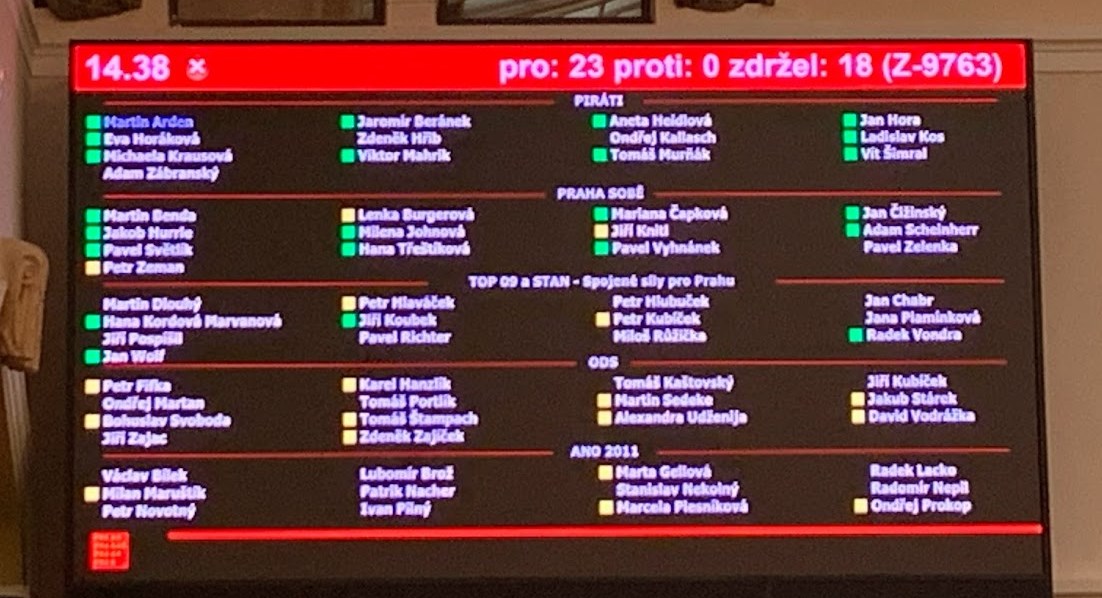 14.38 × pro: 23 proti: 0 zdržel: 18 (Z-9763)
PIRÁTI
Martin Arden Jaromír Beránek Aneta Heidlová Jan Hora
Eva Horáková Zdeněk Hřib Ondřej Kallasch Ladislav Kos
Michaela Krausová Viktor Mahrik Tomáš Murňák Vít Šimral
Adam Zábranský
PRAHA SOBĚ
Martin Benda Lenka Burgerová Mariana Čapková Jan Čižinský
Jakob Hurrle Milena Johnová Jiří Knitl Adam Scheinherr
Pavel Světlík Hana Třeštíková Pavel Vyhnánek Pavel Zelenka
Petr Zeman
TOP 09 a STAN - Spojené síly pro Prahu
Martin Dlouhý Petr Hlaváček Petr Hlubuček Jan Chabr
Hana Kordová Marvanová Jiří Koubek Petr Kubíček Jana Plamínková
Jiří Pospíšil Pavel Richter Miloš Růžička Radek Vondra
Jan Wolf
ODS
Petr Fifka Karel Hanzlík Tomáš Kaštovský Jiří Kubíček
Ondřej Martan Tomáš Portlík Martin Sedeke Jakub Stárek
Bohuslav Svoboda Tomáš Štampach Alexandra Udženija David Vodrážka
Jiří Zajac Zdeněk Zajíček
ANO 2011
Václav Bílek Lubomír Brož Marta Gellová Radek Lacko
Milan Maruštík Patrik Nacher Stanislav Nekolný Radomír Nepil
Petr Novotný Ivan Pilný Marcela Plesníková Ondřej Prokop